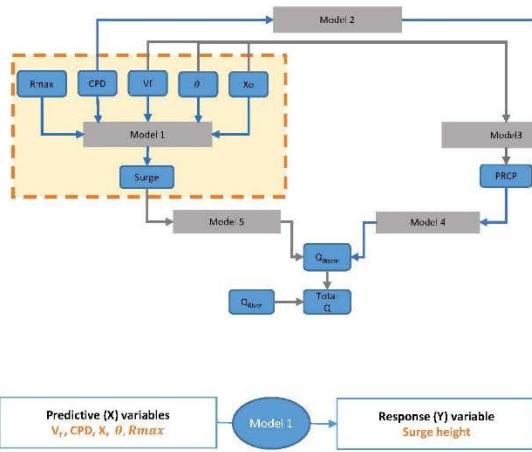 Model 2
Rmax
CPD
Vf
θ
Xo
Model 1
Model3
Surge
PRCP
Model 5
Model 4
QStorm
QRiver
Total
Q
Predictive (X) variables
Vf, CPD, X, θ, Rmax
Model 1
Response (Y) variable
Surge height